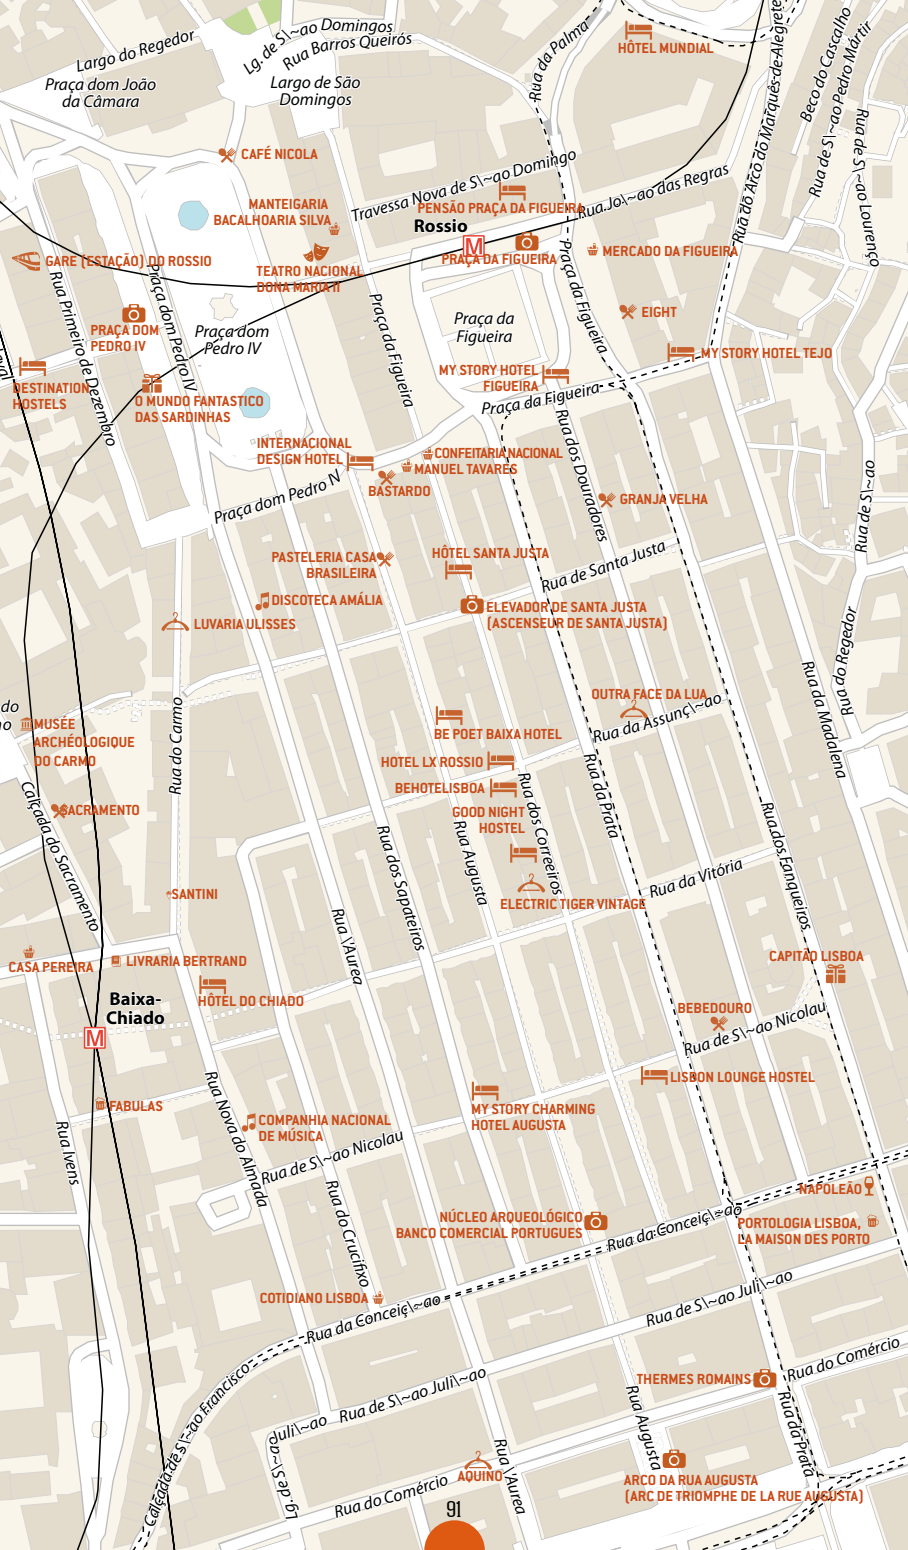 Largo do Regedor
Lg. de S\~ao Domingos
Rua Barros Queirós
Rua da Palma
HÔTEL MUNDIAL
Praça dom João
da Câmara
Largo de São
Domingos
Rua do Arco do Marquês de Alegrete
Beco do Cascalho
Rua de S\~ao Pedro Mártir
Rua de S\~ao Lourenço
CAFÉ NICOLA
Travessa Nova de S\~ao Domingo
MANTEIGARIA
BACALHOARIA SILVA
PENSÃO PRAÇA DA FIGUEIRA
Rua Jo\~ao das Regras
Rossio
M
PRAÇA DA FIGUEIRA
MERCADO DA FIGUEIRA
GARE (ESTAÇÃO) DO ROSSIO
TEATRO NACIONAL
DONA MARIA II
Praça da Figueira
Rua Primeiro de Dezembro
Praça dom Pedro IV
PRAÇA DOM
PEDRO IV
Praça dom
Pedro IV
Praça da Figueira
Praça da
Figueira
EIGHT
MY STORY HOTEL TEJO
DESTINATION
HOSTELS
O MUNDO FANTASTICO
DAS SARDINHAS
MY STORY HOTEL
FIGUEIRA
Praça da Figueira
INTERNACIONAL
DESIGN HOTEL
CONFEITARIA NACIONAL
MANUEL TAVARES
BASTARDO
Praça dom Pedro IV
Rua dos Douradores
GRANJA VELHA
Rua de S\~ao
PASTELERIA CASA
BRASILEIRA
HÔTEL SANTA JUSTA
Rua de Santa Justa
DISCOTECA AMÁLIA
LUVARIA ULISSES
ELEVADOR DE SANTA JUSTA
(ASCENSEUR DE SANTA JUSTA)
Rua do Regedor
Rua da Madalena
OUTRA FACE DA LUA
Rua da Assunç\~ao
do
MUSÉE
ARCHÉOLOGIQUE
DO CARMO
Rua do Carmo
BE POET BAIXA HOTEL
HOTEL LX ROSSIO
BEHOTELISBOA
GOOD NIGHT
HOSTEL
Rua da Prata
Calçada do Sacramento
SACRAMENTO
Rua dos Sapateiros
Rua Augusta
Rua dos Correeiros
Rua dos Fanqueiros
Rua da Vitória
SANTINI
ELECTRIC TIGER VINTAGE
Rua \'Aurea
CASA PEREIRA
LIVRARIA BERTRAND
CAPITÃO LISBOA
HÔTEL DO CHIADO
Baixa-
Chiado
M
BEBEDOURO
Rua de S\~ao Nicolau
LISBON LOUNGE HOSTEL
FABULAS
MY STORY CHARMING
HOTEL AUGUSTA
COMPANHIA NACIONAL
DE MÚSICA
Rua Ivens
Rua Nova do Almada
Rua de S\~ao Nicolau
Rua do Crucifixo
NAPOLEÃO
NÚCLEO ARQUEOLÓGICO
BANCO COMERCIAL PORTUGUES
Rua da Conceiç\~ao
PORTOLOGIA LISBOA,
LA MAISON DES PORTO
COTIDIANO LISBOA
Rua da Conceiç\~ao
Rua de S\~ao Juli\~ao
Rua do Comércio
THERMES ROMAINS
Calçada de S\~ao Francisco
Juli\~ao
Rua de S\~ao Juli\~ao
Rua Augusta
Rua da Prata
Lg. de S\~ao
Rua do Comércio
AQUINO
Rua \'Aurea
ARCO DA RUA AUGUSTA
(ARC DE TRIOMPHE DE LA RUE AUGUSTA)
91